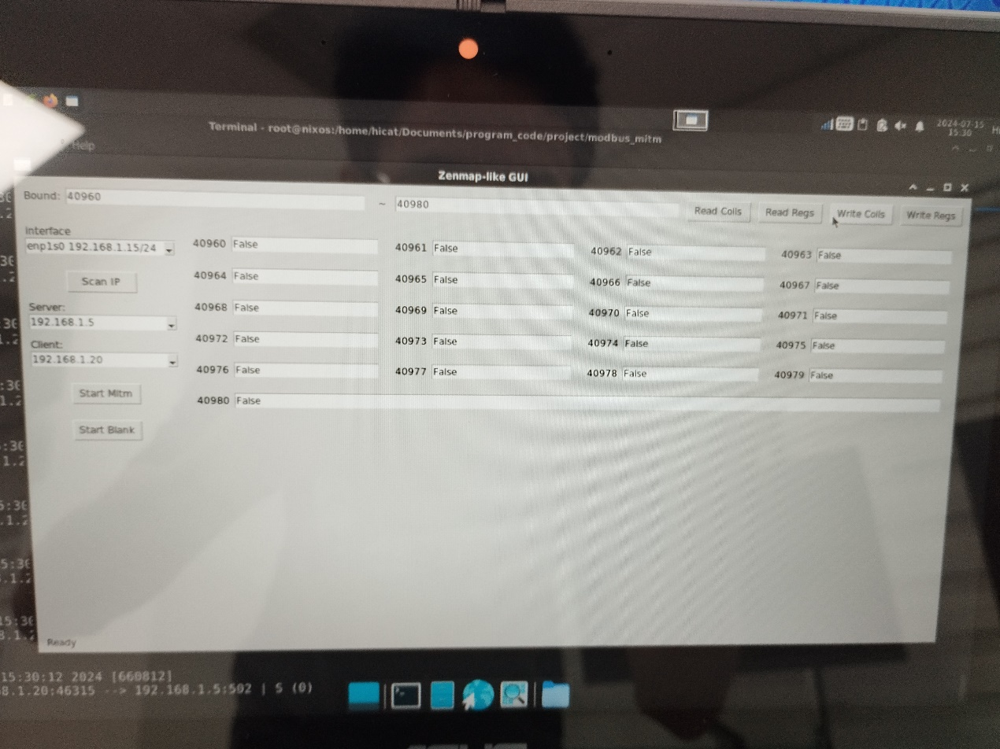 2024-07-15
15:30
Terminal - root@nixos:/home/hicat/Documents/program_code/project/modbus_mitm
Help
Zenmap-like GUI
Bound: 40960 ~ 40980 Read Coils Read Regs Write Coils Write Regs
Interface
enp1s0 192.168.1.15/24
Scan IP
Server:
192.168.1.5
Client:
192.168.1.20
Start Mitm
Start Blank
40960 False 40961 False 40962 False 40963 False
40964 False 40965 False 40966 False 40967 False
40968 False 40969 False 40970 False 40971 False
40972 False 40973 False 40974 False 40975 False
40976 False 40977 False 40978 False 40979 False
40980 False
Ready
15:30:12 2024 [660812]
8.1.20:46315 --> 192.168.1.5:502 | S (0)